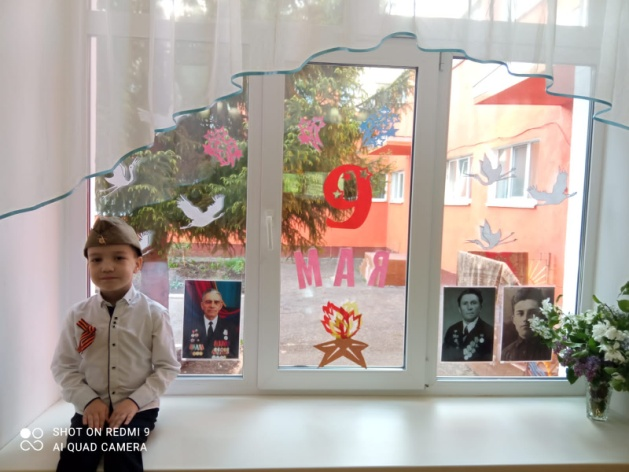 9
МАЯ
SHOT ON REDMI 9
AI QUAD CAMERA